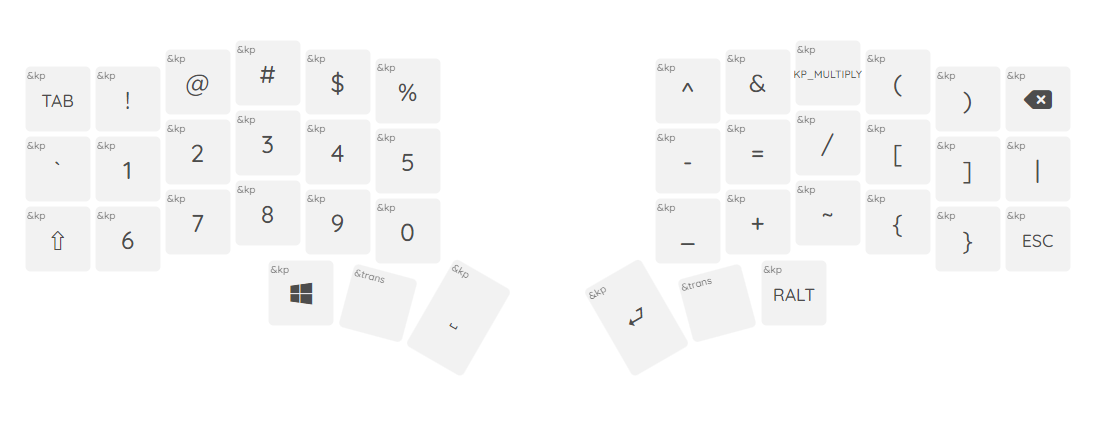 &kp &kp &kp &kp &kp &kp &kp &kp &kp &kp &kp &kp
TAB ! @ # $ % ^ & KP_MULTIPLY ( ) ⌫
&kp &kp &kp &kp &kp &kp &kp &kp &kp &kp &kp &kp
` 1 2 3 4 5 - = / [ ] |
&kp &kp &kp &kp &kp &kp &kp &kp &kp &kp &kp &kp
⇧ 6 7 8 9 0 _ + ~ { } ESC
&kp &trans &kp &kp &trans &kp
␣ ⏎ RALT